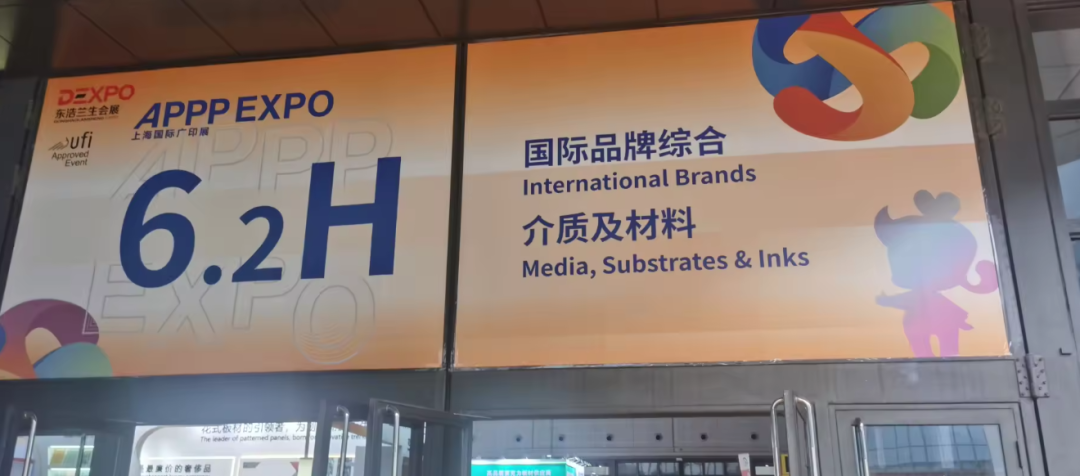 DEXPO
东浩兰生会展
APPP EXPO
上海国际广印展
ufi
Approved
Event
APPP
EXPO
6.2H
国际品牌综合
International Brands
介质及材料
Media, Substrates & Inks
The leader of patterned panels,